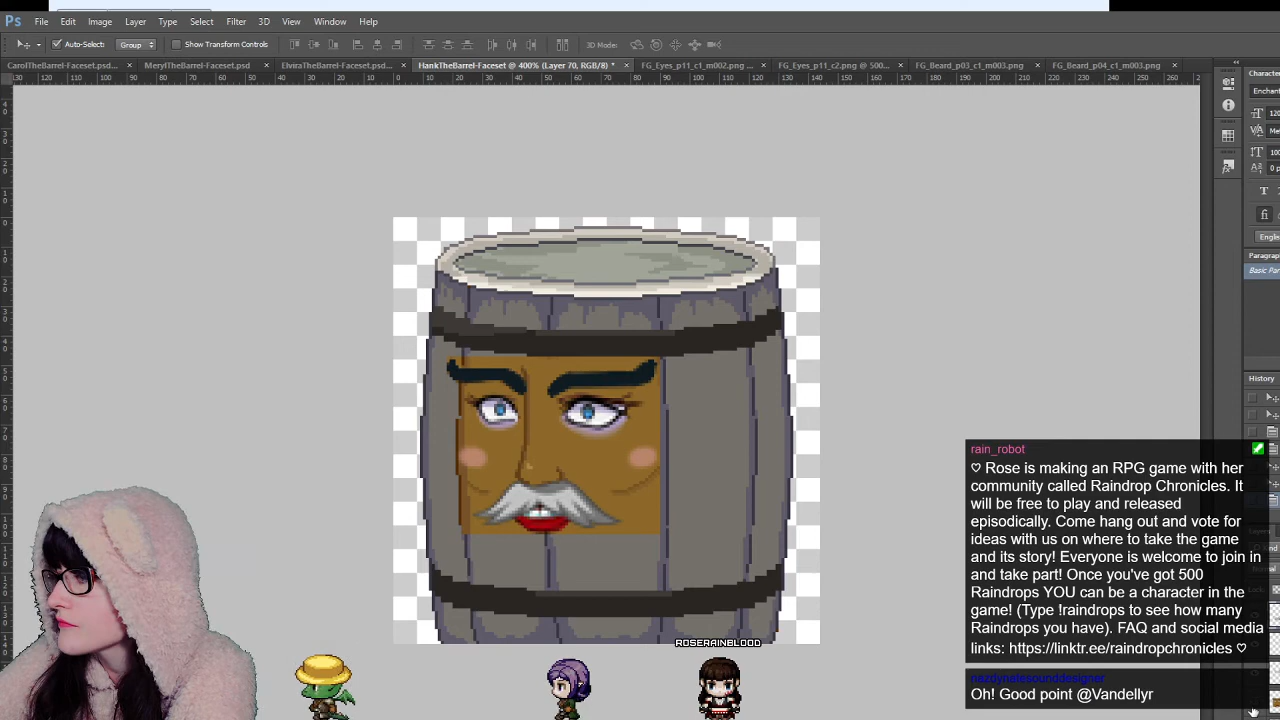 Ps File Edit Image Layer Type Select Filter 3D View Window Help
Auto-Select: Group Show Transform Controls 3D Mode:
CarolTheBarrel-Faceset.psd... × MerylTheBarrel-Faceset.psd × ElviraTheBarrel-Faceset.psd... × HankTheBarrel-Faceset @ 400% (Layer 70, RGB/8) * × FG_Eyes_p11_c1_m002.png ... × FG_Eyes_p11_c2.png @ 500... × FG_Beard_p03_c1_m003.png × FG_Beard_p04_c1_m003.png ×
Enchant
Paragrap
Basic Par
History
ROSERAINBLOOD
rain_robot
♡ Rose is making an RPG game with her
community called Raindrop Chronicles. It
will be free to play and released
episodically. Come hang out and vote for
ideas with us on where to take the game
and its story! Everyone is welcome to join in
and take part! Once you've got 500
Raindrops YOU can be a character in the
game! (Type !raindrops to see how many
Raindrops you have). FAQ and social media
links: https://linktr.ee/raindropchronicles ♡
nazdynatesounddesigner
Oh! Good point @Vandellyr